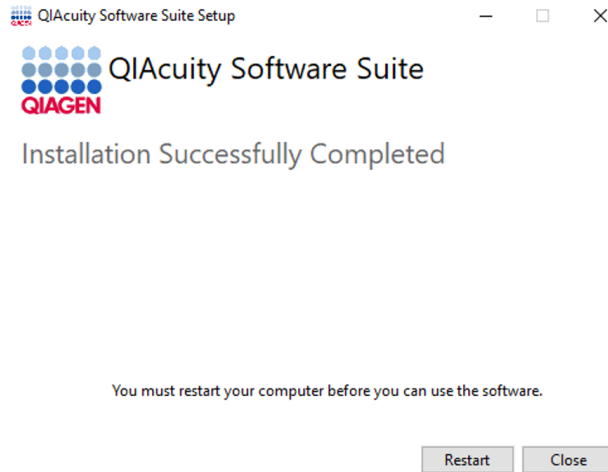 QIAcuity Software Suite Setup
QIAcuity Software Suite
QIAGEN
Installation Successfully Completed
You must restart your computer before you can use the software.
Restart
Close